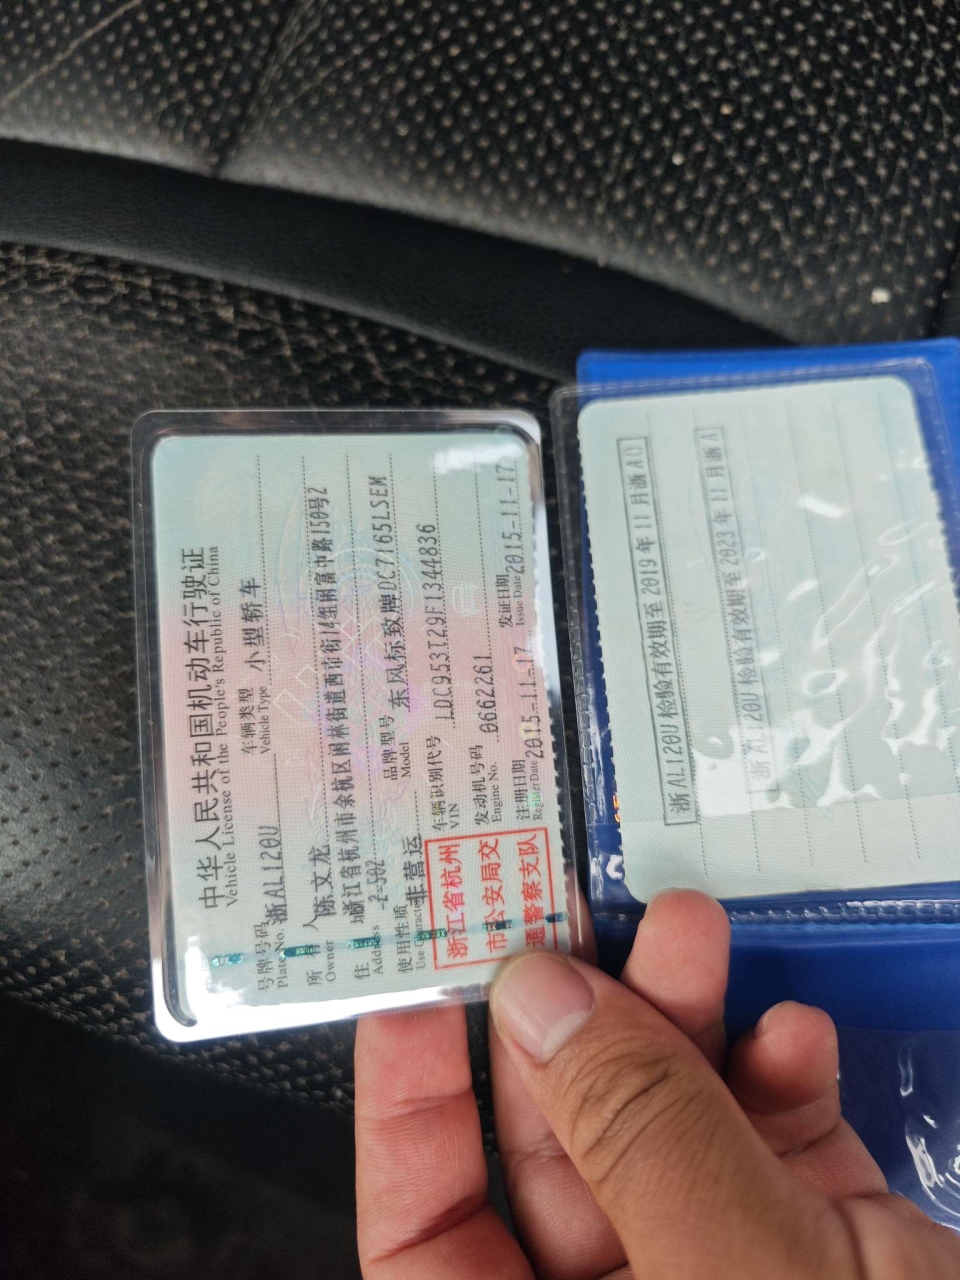 中华人民共和国机动车行驶证
Vehicle License of the People's Republic of China
号牌号码 浙AL120U 车辆类型 小型轿车
Plate No. Vehicle Type
所有人 陈文龙
Owner
住 浙江省杭州市余杭区闲林街道西市街14组闲富中路150号2
Address -2-502
使用性质 非营运 品牌型号 东风标致牌DC7165LSEM
Use Character Model
浙江省杭州
市公安局交
通警察支队
车辆识别代号 LDC953T29F1344836
VIN
发动机号码 0662261
Engine No.
注册日期 2015-11-17 发证日期 2015-11-17
Register Date Issue Date
浙AL120U 检验有效期至 2019年11月浙A
浙AL120U 检验有效期至 2023年11月浙A